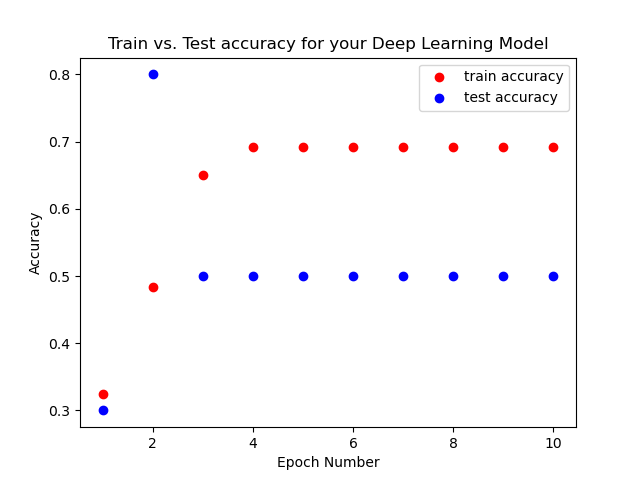 Train vs. Test accuracy for your Deep Learning Model
train accuracy
test accuracy
0.8
0.7
0.6
0.5
0.4
0.3
Accuracy
2 4 6 8 10
Epoch Number